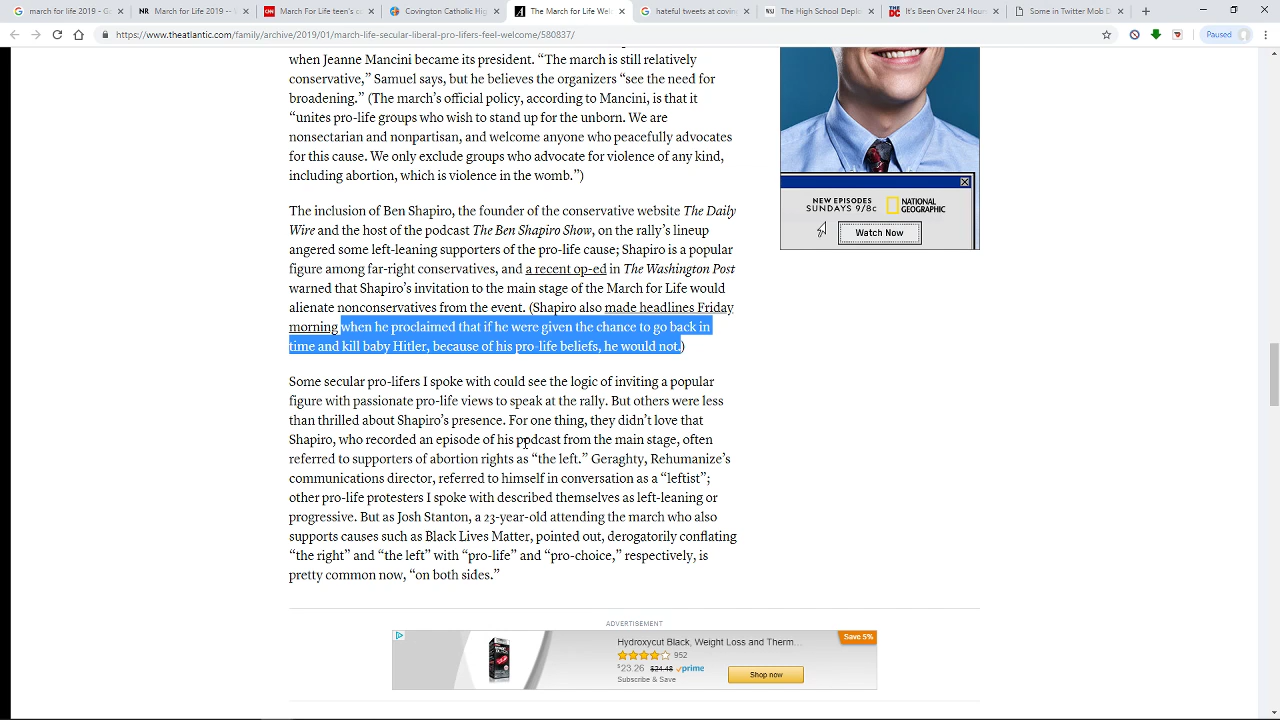 march for life 2019 - G
March for Life 2019 --
March For Life teen's c
Covington Catholic Hig
The March for Life Wel
hateful tweets at coving
The High School Deplo
It's Been Over 24 Hours
Some in Twitter Mob D
https://www.theatlantic.com/family/archive/2019/01/march-life-secular-liberal-pro-lifers-feel-welcome/580837/
Paused
when Jeanne Mancini became its president. “The march is still relatively
conservative,” Samuel says, but he believes the organizers “see the need for
broadening.” (The march’s official policy, according to Mancini, is that it
“unites pro-life groups who wish to stand up for the unborn. We are
nonsectarian and nonpartisan, and welcome anyone who peacefully advocates
for this cause. We only exclude groups who advocate for violence of any kind,
including abortion, which is violence in the womb.”)
The inclusion of Ben Shapiro, the founder of the conservative website The Daily
Wire and the host of the podcast The Ben Shapiro Show, on the rally’s lineup
angered some left-leaning supporters of the pro-life cause; Shapiro is a popular
figure among far-right conservatives, and a recent op-ed in The Washington Post
warned that Shapiro’s invitation to the main stage of the March for Life would
alienate nonconservatives from the event. (Shapiro also made headlines Friday
morning when he proclaimed that if he were given the chance to go back in
time and kill baby Hitler, because of his pro-life beliefs, he would not.)
Some secular pro-lifers I spoke with could see the logic of inviting a popular
figure with passionate pro-life views to speak at the rally. But others were less
than thrilled about Shapiro’s presence. For one thing, they didn’t love that
Shapiro, who recorded an episode of his podcast from the main stage, often
referred to supporters of abortion rights as “the left.” Geraghty, Rehumanize’s
communications director, referred to himself in conversation as a “leftist”;
other pro-life protesters I spoke with described themselves as left-leaning or
progressive. But as Josh Stanton, a 23-year-old attending the march who also
supports causes such as Black Lives Matter, pointed out, derogatorily conflating
“the right” and “the left” with “pro-life” and “pro-choice,” respectively, is
pretty common now, “on both sides.”
NEW EPISODES
SUNDAYS 9/8c
NATIONAL
GEOGRAPHIC
Watch Now
ADVERTISEMENT
Hydroxycut Black, Weight Loss and Therm...
952
$23.26 $24.48 prime
Subscribe & Save
Shop now
Save 5%